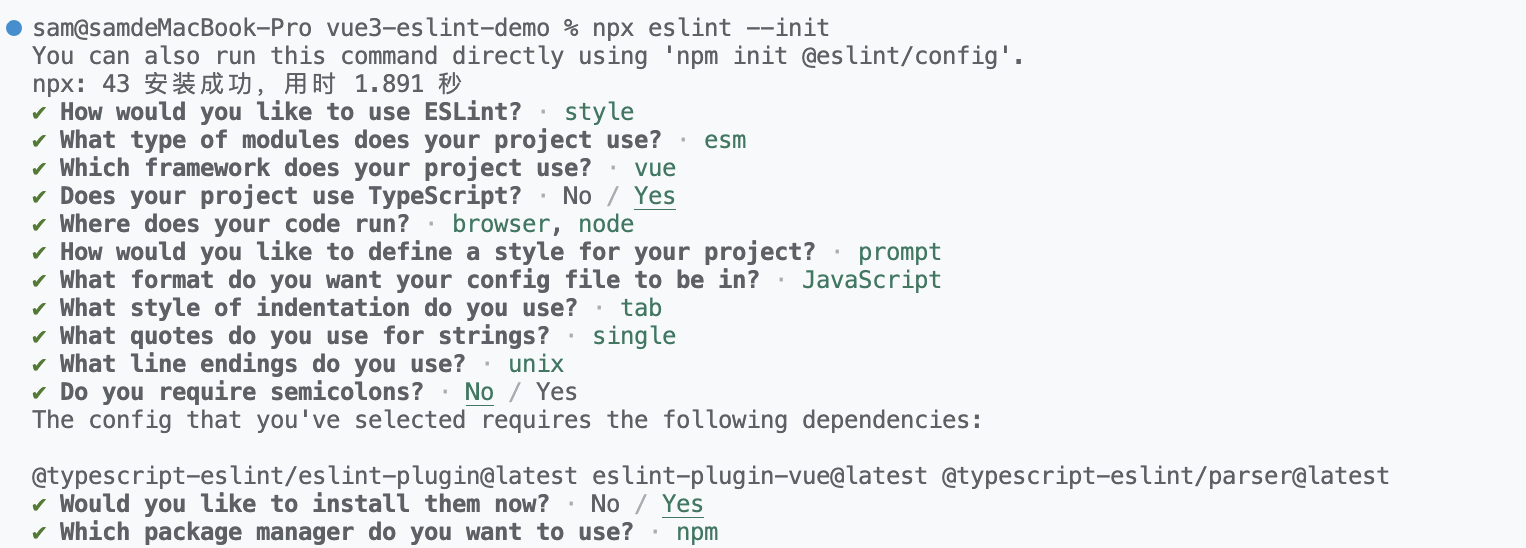 sam@samdeMacBook-Pro vue3-eslint-demo % npx eslint --init
You can also run this command directly using 'npm init @eslint/config'.
npx: 43 安装成功, 用时 1.891 秒
✔ How would you like to use ESLint? · style
✔ What type of modules does your project use? · esm
✔ Which framework does your project use? · vue
✔ Does your project use TypeScript? · No / Yes
✔ Where does your code run? · browser, node
✔ How would you like to define a style for your project? · prompt
✔ What format do you want your config file to be in? · JavaScript
✔ What style of indentation do you use? · tab
✔ What quotes do you use for strings? · single
✔ What line endings do you use? · unix
✔ Do you require semicolons? · No / Yes
The config that you've selected requires the following dependencies:
@typescript-eslint/eslint-plugin@latest eslint-plugin-vue@latest @typescript-eslint/parser@latest
✔ Would you like to install them now? · No / Yes
✔ Which package manager do you want to use? · npm